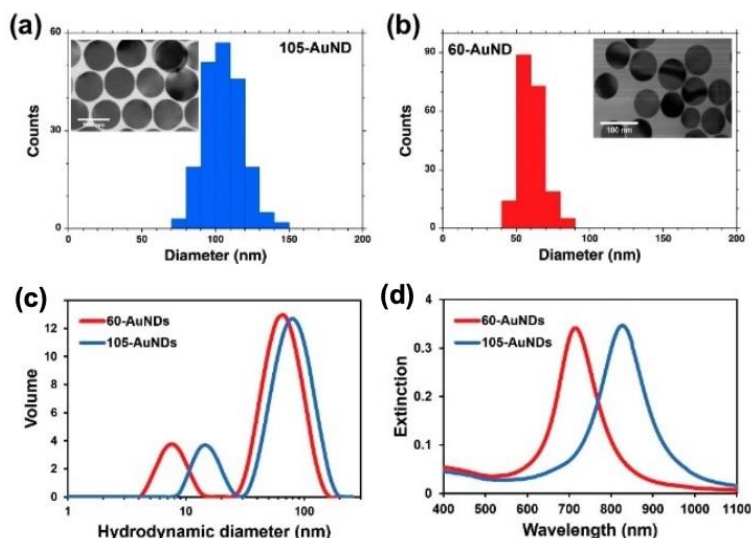 (a)
60
105-AuND
Counts
30
0
0
50
100
150
200
Diameter (nm)
(b)
90
60-AuND
100 nm
Counts
60
30
0
0
50
100
150
200
Diameter (nm)
(c)
60-AuNDs
105-AuNDs
Volume
12
10
8
6
4
2
0
1
10
100
Hydrodynamic diameter (nm)
(d)
60-AuNDs
105-AuNDs
Extinction
0.4
0.3
0.2
0.1
0
400
500
600
700
800
900
1000
1100
Wavelength (nm)